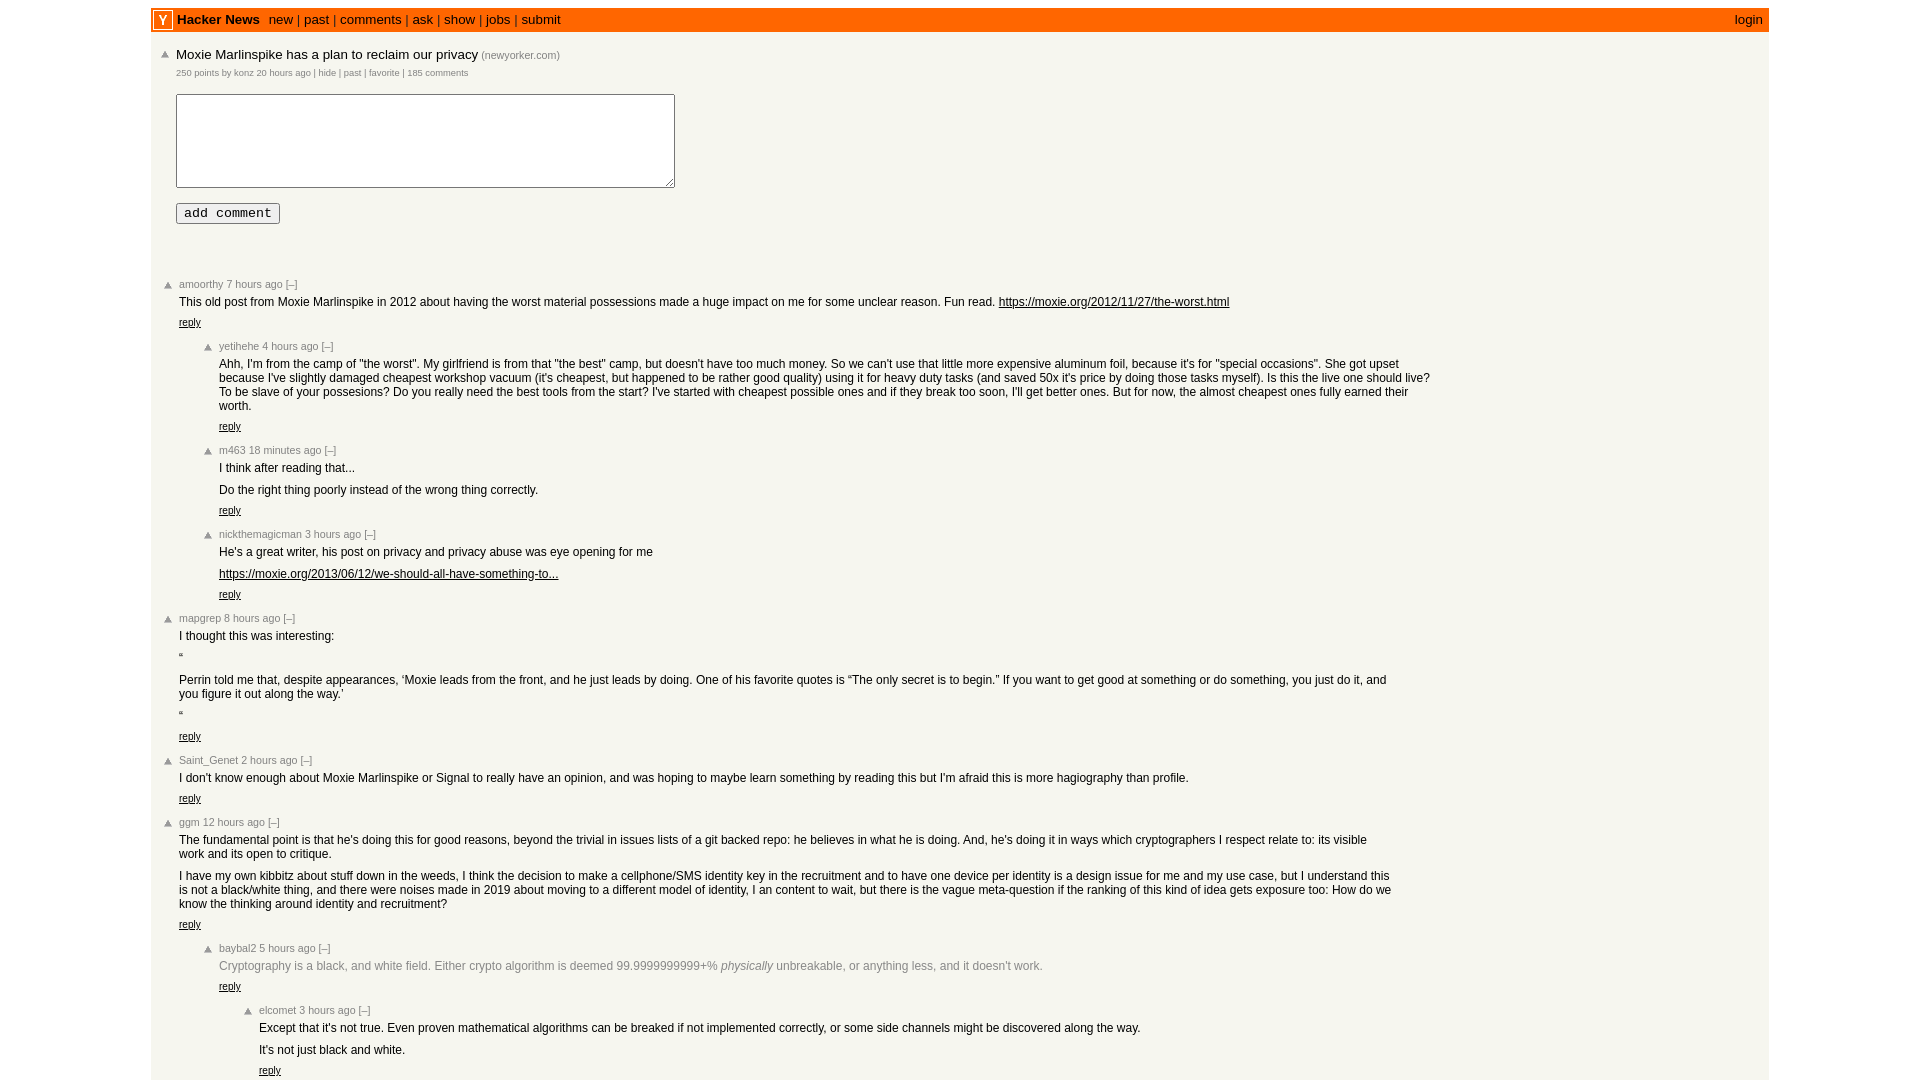 Y Hacker News new | past | comments | ask | show | jobs | submit login
Moxie Marlinspike has a plan to reclaim our privacy (newyorker.com)
250 points by konz 20 hours ago | hide | past | favorite | 185 comments
add comment
amoorthy 7 hours ago [–]
This old post from Moxie Marlinspike in 2012 about having the worst material possessions made a huge impact on me for some unclear reason. Fun read. https://moxie.org/2012/11/27/the-worst.html
reply
yetihehe 4 hours ago [–]
Ahh, I'm from the camp of "the worst". My girlfriend is from that "the best" camp, but doesn't have too much money. So we can't use that little more expensive aluminum foil, because it's for "special occasions". She got upset
because I've slightly damaged cheapest workshop vacuum (it's cheapest, but happened to be rather good quality) using it for heavy duty tasks (and saved 50x it's price by doing those tasks myself). Is this the live one should live?
To be slave of your possesions? Do you really need the best tools from the start? I've started with cheapest possible ones and if they break too soon, I'll get better ones. But for now, the almost cheapest ones fully earned their
worth.
reply
m463 18 minutes ago [–]
I think after reading that...
Do the right thing poorly instead of the wrong thing correctly.
reply
nickthemagicman 3 hours ago [–]
He's a great writer, his post on privacy and privacy abuse was eye opening for me
https://moxie.org/2013/06/12/we-should-all-have-something-to...
reply
mapgrep 8 hours ago [–]
I thought this was interesting:
“
Perrin told me that, despite appearances, ‘Moxie leads from the front, and he just leads by doing. One of his favorite quotes is “The only secret is to begin.” If you want to get good at something or do something, you just do it, and
you figure it out along the way.’
“
reply
Saint_Genet 2 hours ago [–]
I don't know enough about Moxie Marlinspike or Signal to really have an opinion, and was hoping to maybe learn something by reading this but I'm afraid this is more hagiography than profile.
reply
ggm 12 hours ago [–]
The fundamental point is that he's doing this for good reasons, beyond the trivial in issues lists of a git backed repo: he believes in what he is doing. And, he's doing it in ways which cryptographers I respect relate to: its visible
work and its open to critique.
I have my own kibbitz about stuff down in the weeds, I think the decision to make a cellphone/SMS identity key in the recruitment and to have one device per identity is a design issue for me and my use case, but I understand this
is not a black/white thing, and there were noises made in 2019 about moving to a different model of identity, I an content to wait, but there is the vague meta-question if the ranking of this kind of idea gets exposure too: How do we
know the thinking around identity and recruitment?
reply
baybal2 5 hours ago [–]
Cryptography is a black, and white field. Either crypto algorithm is deemed 99.9999999999+% physically unbreakable, or anything less, and it doesn't work.
reply
elcomet 3 hours ago [–]
Except that it's not true. Even proven mathematical algorithms can be breaked if not implemented correctly, or some side channels might be discovered along the way.
It's not just black and white.
reply